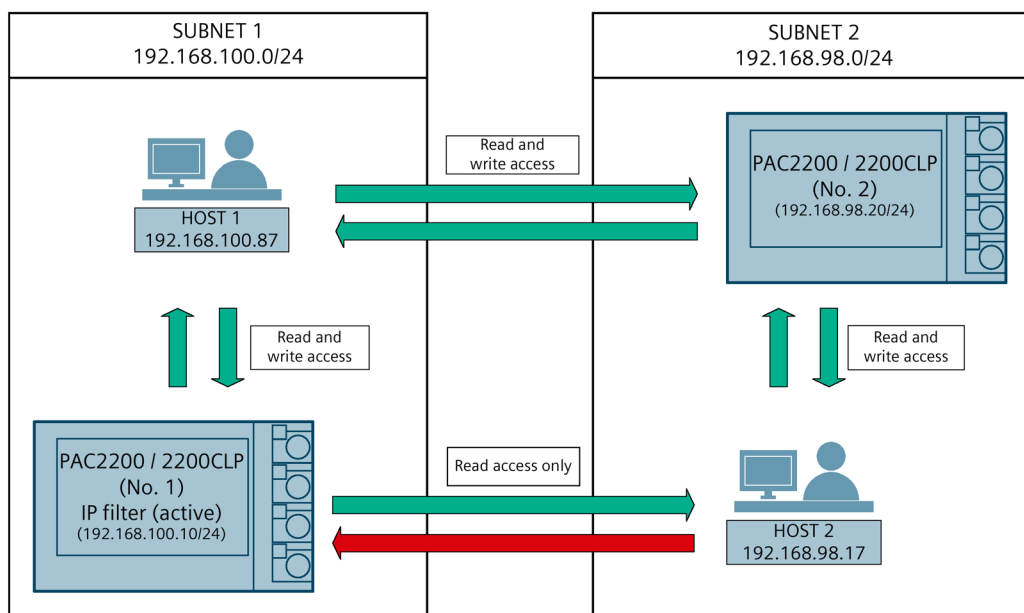 SUBNET 1
192.168.100.0/24
SUBNET 2
192.168.98.0/24
HOST 1
192.168.100.87
Read and
write access
PAC2200 / 2200CLP
(No. 2)
(192.168.98.20/24)
Read and
write access
Read and
write access
PAC2200 / 2200CLP
(No. 1)
IP filter (active)
(192.168.100.10/24)
Read access only
HOST 2
192.168.98.17